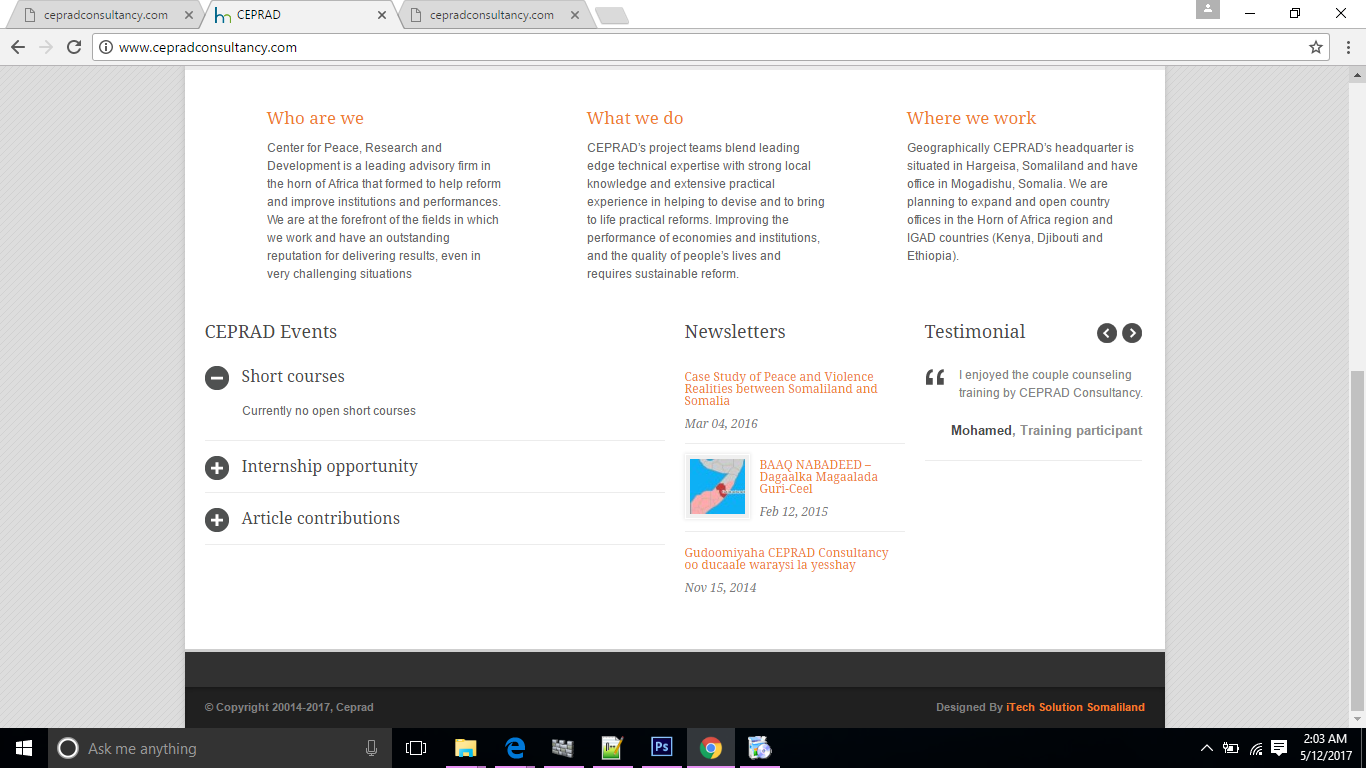 cepradconsultancy.com
CEPRAD
cepradconsultancy.com
www.cepradconsultancy.com
Who are we
Center for Peace, Research and
Development is a leading advisory firm in
the horn of Africa that formed to help reform
and improve institutions and performances.
We are at the forefront of the fields in which
we work and have an outstanding
reputation for delivering results, even in
very challenging situations
What we do
CEPRAD's project teams blend leading
edge technical expertise with strong local
knowledge and extensive practical
experience in helping to devise and to bring
to life practical reforms. Improving the
performance of economies and institutions,
and the quality of people's lives and
requires sustainable reform.
Where we work
Geographically CEPRAD's headquarter is
situated in Hargeisa, Somaliland and have
office in Mogadishu, Somalia. We are
planning to expand and open country
offices in the Horn of Africa region and
IGAD countries (Kenya, Djibouti and
Ethiopia).
CEPRAD Events
Short courses
Currently no open short courses
Internship opportunity
Article contributions
Newsletters
Case Study of Peace and Violence
Realities between Somaliland and
Somalia
Mar 04, 2016
BAAQ NABADEED –
Dagaalka Magaalada
Guri-Ceel
Feb 12, 2015
Gudoomiyaha CEPRAD Consultancy
oo ducaale waraysi la yesshay
Nov 15, 2014
Testimonial
“ I enjoyed the couple counseling
training by CEPRAD Consultancy.
Mohamed, Training participant
© Copyright 20014-2017, Ceprad
Designed By iTech Solution Somaliland
Ask me anything
Ps
2:03 AM
5/12/2017